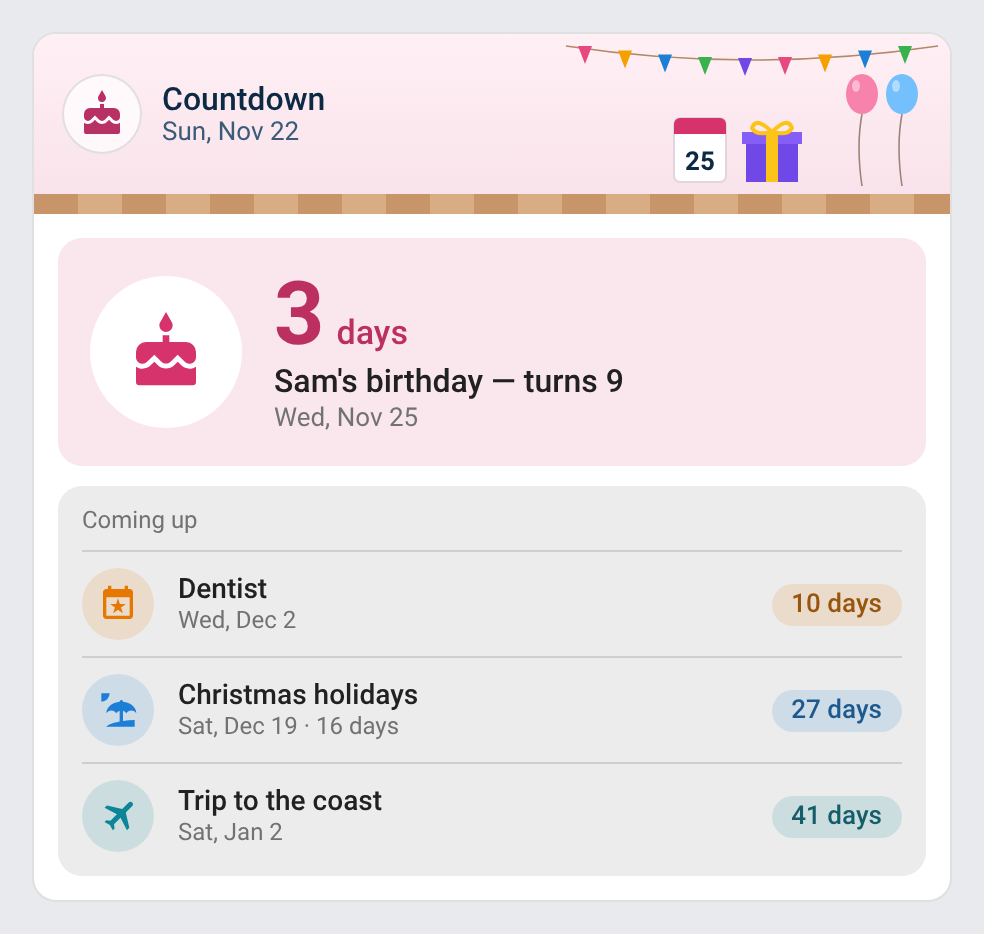 Countdown
Sun, Nov 22
25
3 days
Sam's birthday — turns 9
Wed, Nov 25
Coming up
Dentist
Wed, Dec 2
10 days
Christmas holidays
Sat, Dec 19 · 16 days
27 days
Trip to the coast
Sat, Jan 2
41 days